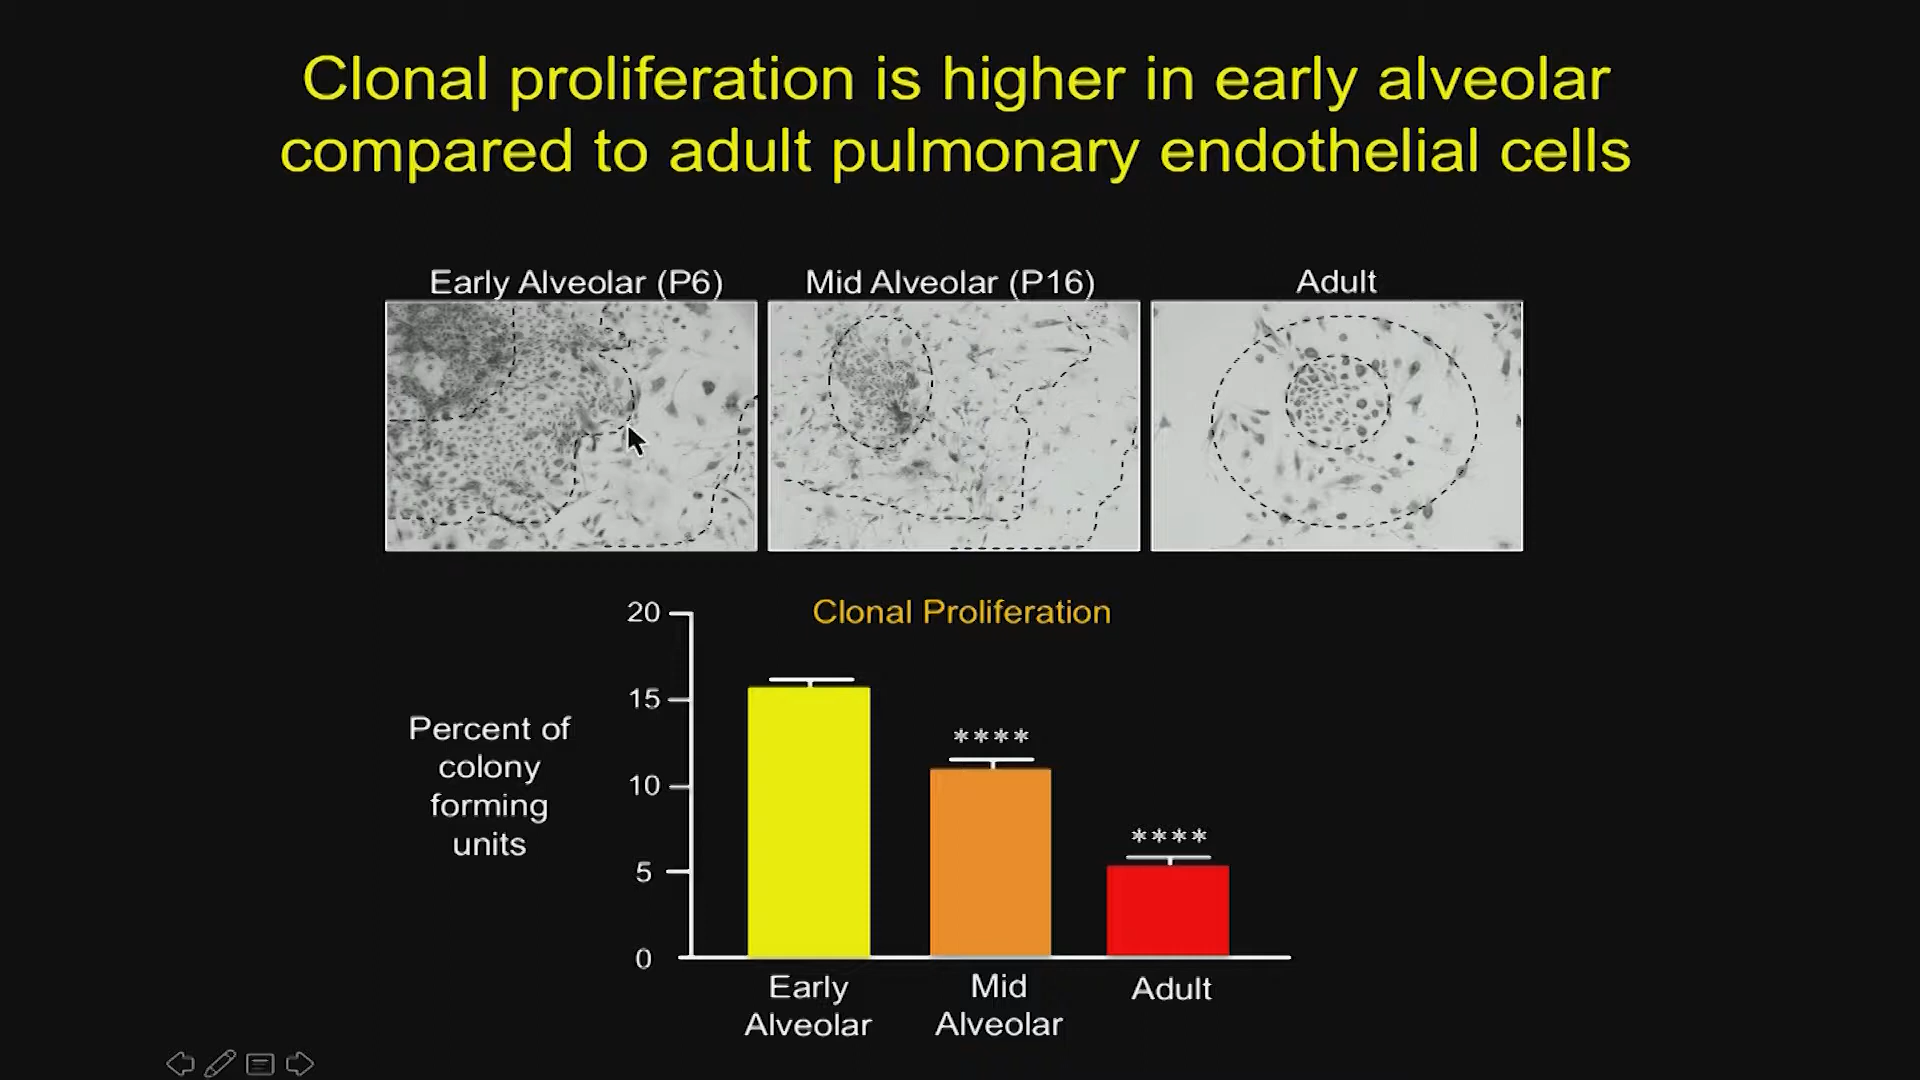 Clonal proliferation is higher in early alveolar
compared to adult pulmonary endothelial cells
Early Alveolar (P6)
Mid Alveolar (P16)
Adult
Clonal Proliferation
Percent of
colony
forming
units
20
15
10
5
0
****
****
Early
Alveolar
Mid
Alveolar
Adult